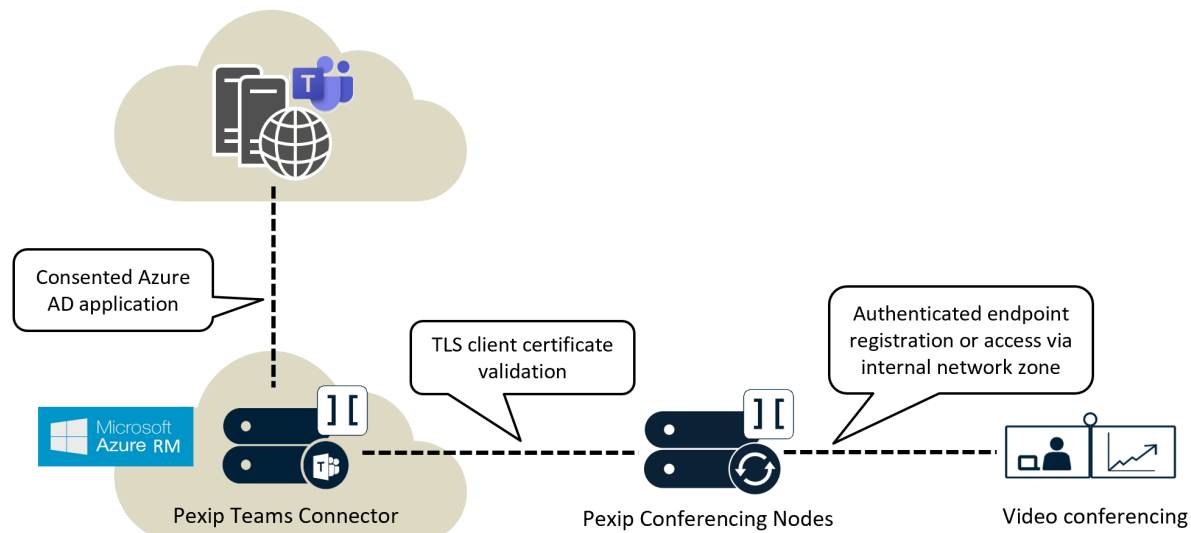 T
Consented Azure
AD application
TLS client certificate
validation
Authenticated endpoint
registration or access via
internal network zone
Microsoft
Azure RM
] [
T
] [
Pexip Teams Connector
Pexip Conferencing Nodes
Video conferencing